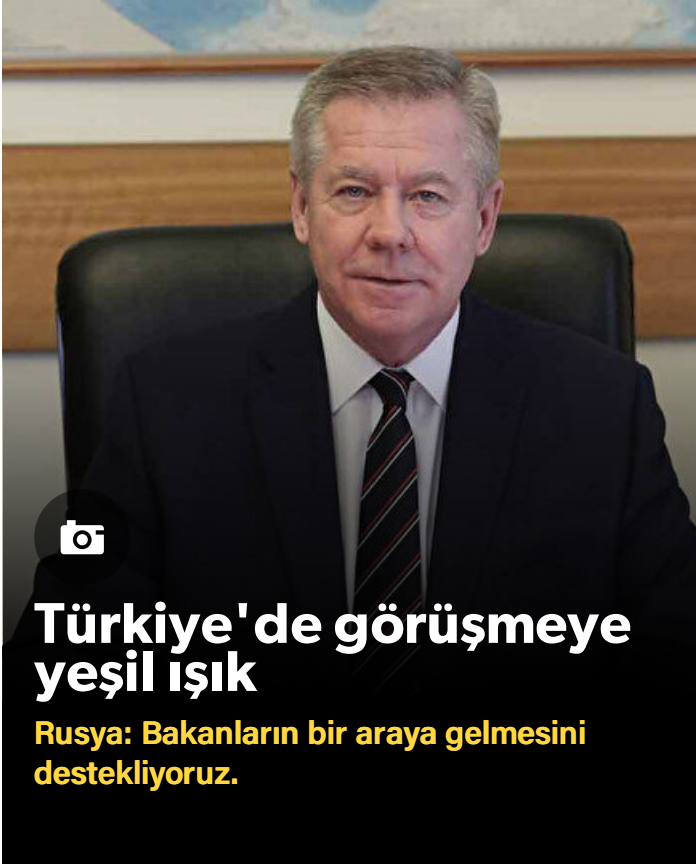 Türkiye'de görüşmeye
yeşil ışık
Rusya: Bakanların bir araya gelmesini
destekliyoruz.